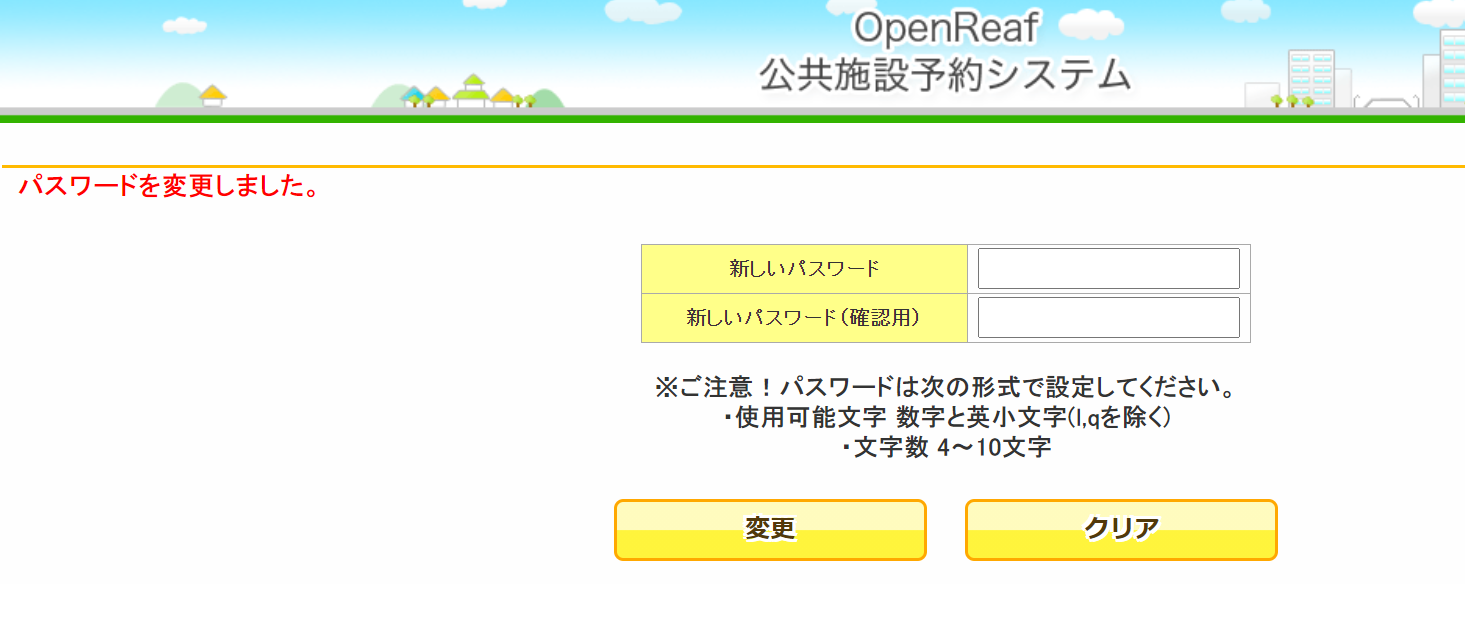 OpenReaf
公共施設予約システム
パスワードを変更しました。
新しいパスワード
新しいパスワード(確認用)
※ご注意！パスワードは次の形式で設定してください。
・使用可能文字 数字と英小文字(l,qを除く)
・文字数 4～10文字
変更
クリア